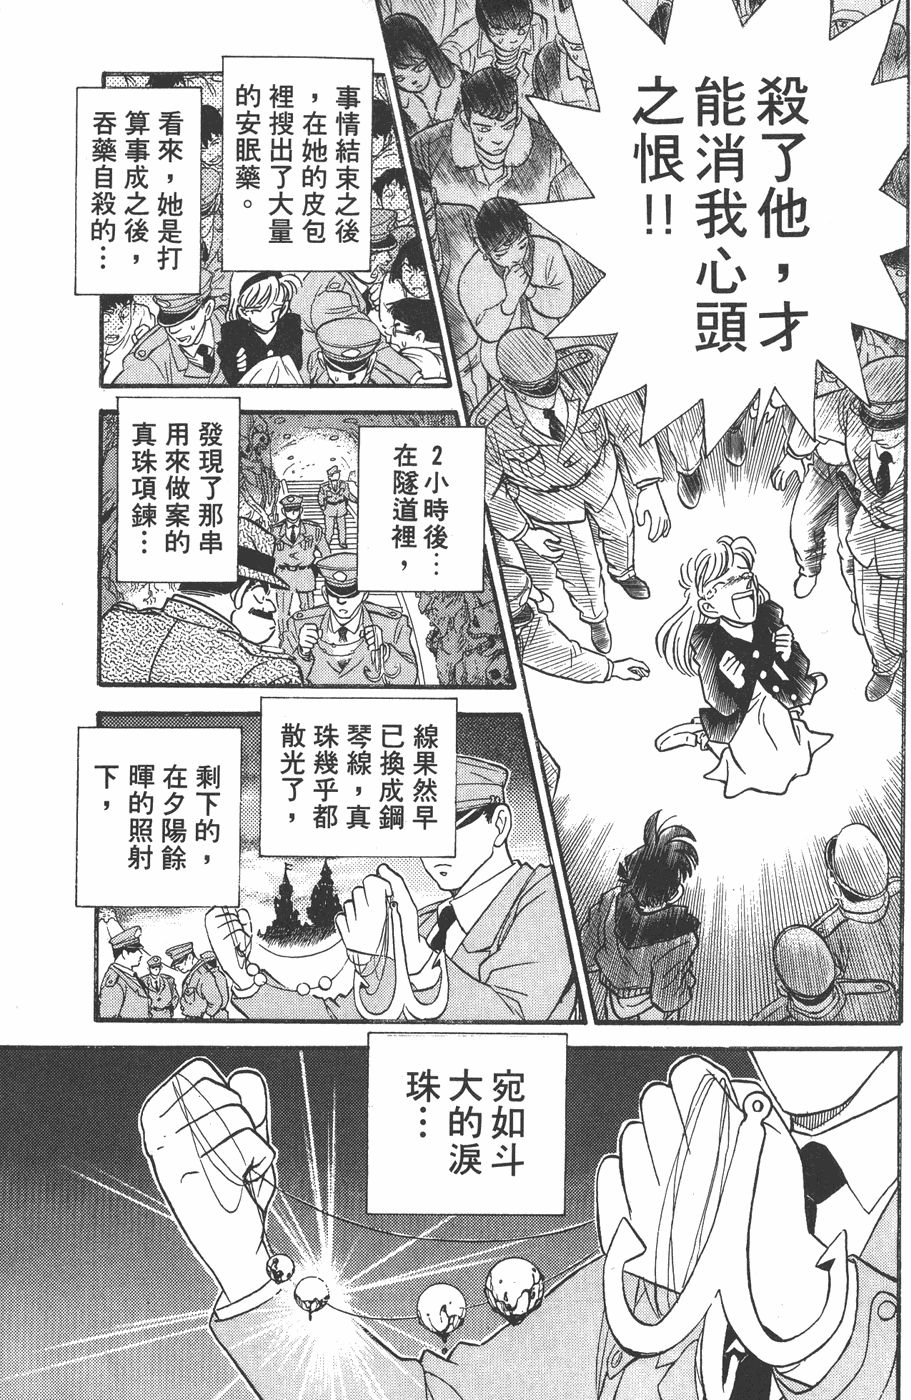 殺了他，才
能消我心頭
之恨!!
事情結束之後
，在她的皮包
裡搜出了大量
的安眠藥。
看來，她是打
算事成之後，
吞藥自殺的…
2小時後…
在隧道裡，
發現了那串
用來做案的
真珠項鍊…
線果然早
已換成鋼
琴線，真
珠幾乎都
散光了，
剩下的，
在夕陽餘
暉的照射
下，
宛如斗
大的淚
珠…